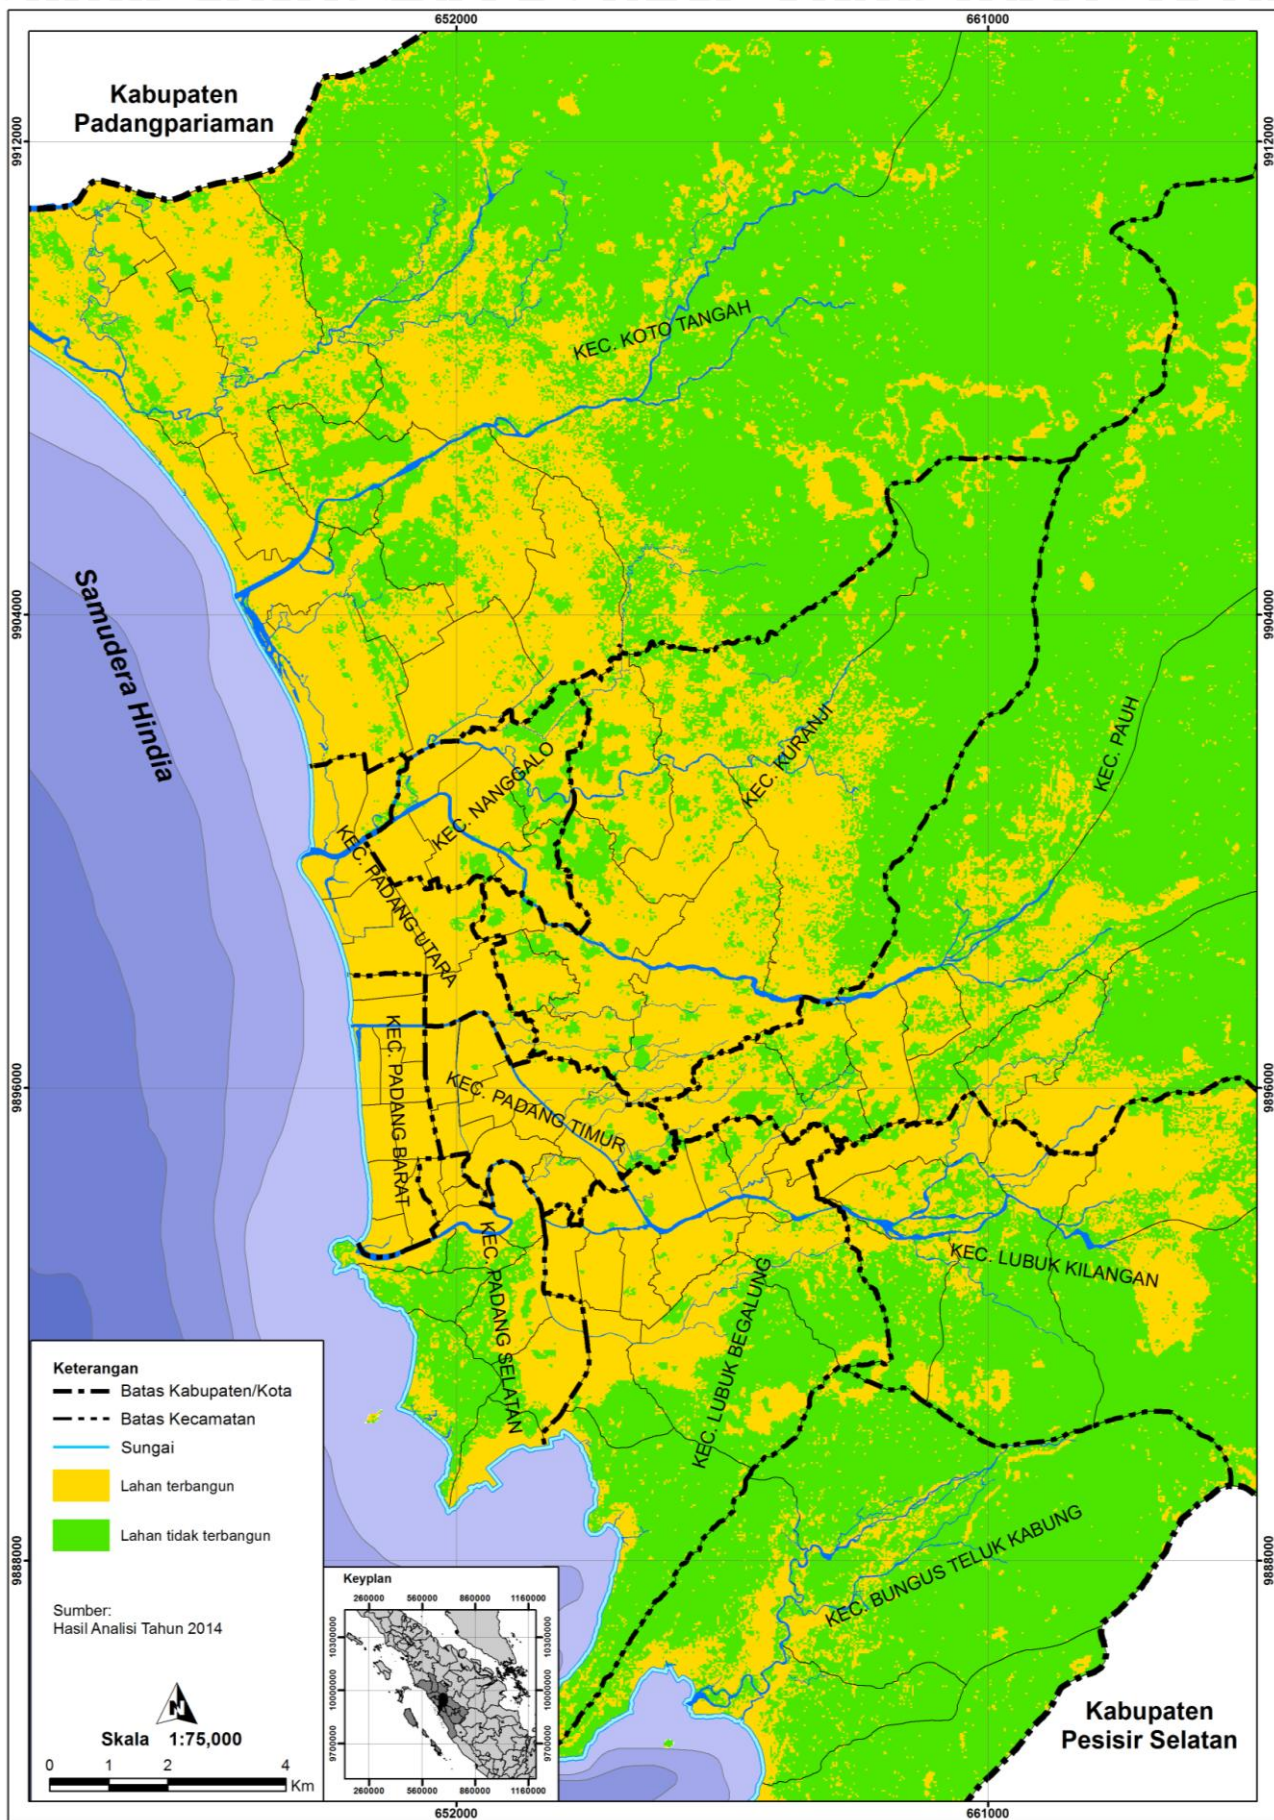 652000
661000
Kabupaten
Padangpariaman
9912000
9912000
KEC. KOTO TANGAH
9904000
9904000
Samudera Hindia
KEC. PAUH
KEC. KURANJI
KEC. NANGGALO
KEC. PADANG UTARA
KEC. PADANG BARAT
KEC. PADANG TIMUR
9896000
9896000
KEC. PADANG SELATAN
KEC. LUBUK BEGALUNG
KEC. LUBUK KILANGAN
KEC. BUNGUS TELUK KABUNG
9888000
9888000
Kabupaten
Pesisir Selatan
Keterangan
Batas Kabupaten/Kota
Batas Kecamatan
Sungai
Lahan terbangun
Lahan tidak terbangun
Sumber:
Hasil Analisi Tahun 2014
N
Skala 1:75,000
0 1 2 4
Km
Keyplan
260000 560000 860000 1160000
10300000
10300000
10000000
10000000
9700000
9700000
260000 560000 860000 1160000
652000
661000